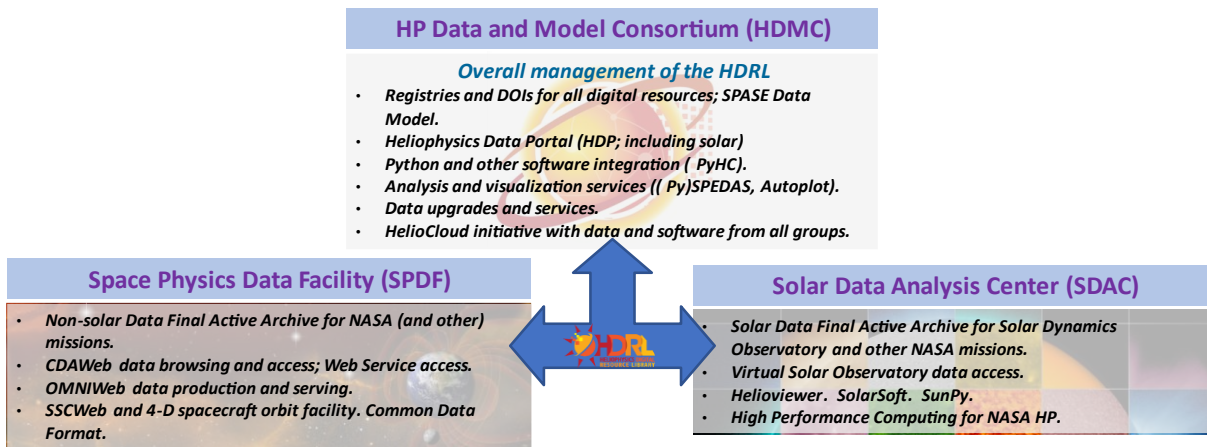 HP Data and Model Consortium (HDMC)
Overall management of the HDRL
• Registries and DOIs for all digital resources; SPASE Data
Model.
• Heliophysics Data Portal (HDP; including solar)
• Python and other software integration ( PyHC).
• Analysis and visualization services (( Py)SPEDAS, Autoplot).
• Data upgrades and services.
• HelioCloud initiative with data and software from all groups.
Space Physics Data Facility (SPDF)
• Non-solar Data Final Active Archive for NASA (and other)
missions.
• CDAWeb data browsing and access; Web Service access.
• OMNIWeb data production and serving.
• SSCWeb and 4-D spacecraft orbit facility. Common Data
Format.
HDRL
RESOURCE LIBRARY
Solar Data Analysis Center (SDAC)
• Solar Data Final Active Archive for Solar Dynamics
Observatory and other NASA missions.
• Virtual Solar Observatory data access.
• Helioviewer. SolarSoft. SunPy.
• High Performance Computing for NASA HP.